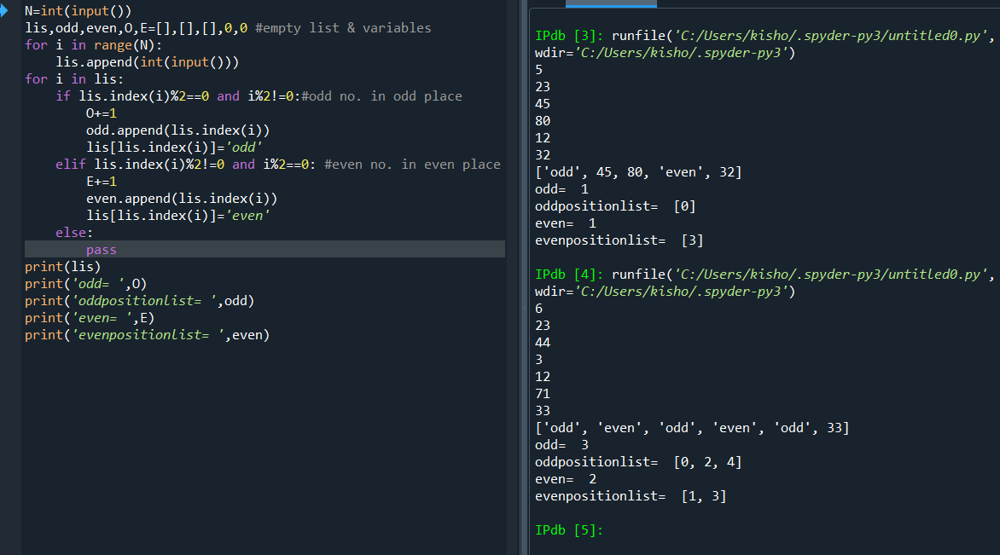 N=int(input())
lis,odd,even,O,E=[],[],[],0,0 #empty list & variables
for i in range(N):
    lis.append(int(input()))
for i in lis:
    if lis.index(i)%2==0 and i%2!=0:#odd no. in odd place
        O+=1
        odd.append(lis.index(i))
        lis[lis.index(i)]='odd'
    elif lis.index(i)%2!=0 and i%2==0: #even no. in even place
        E+=1
        even.append(lis.index(i))
        lis[lis.index(i)]='even'
    else:
        pass
print(lis)
print('odd= ',O)
print('oddpositionlist= ',odd)
print('even= ',E)
print('evenpositionlist= ',even)
IPdb [3]: runfile('C:/Users/kisho/.spyder-py3/untitled0.py',
wdir='C:/Users/kisho/.spyder-py3')
5
23
45
80
12
32
['odd', 45, 80, 'even', 32]
odd=  1
oddpositionlist=  [0]
even=  1
evenpositionlist=  [3]
IPdb [4]: runfile('C:/Users/kisho/.spyder-py3/untitled0.py',
wdir='C:/Users/kisho/.spyder-py3')
6
23
44
3
12
71
33
['odd', 'even', 'odd', 'even', 'odd', 33]
odd=  3
oddpositionlist=  [0, 2, 4]
even=  2
evenpositionlist=  [1, 3]
IPdb [5]: